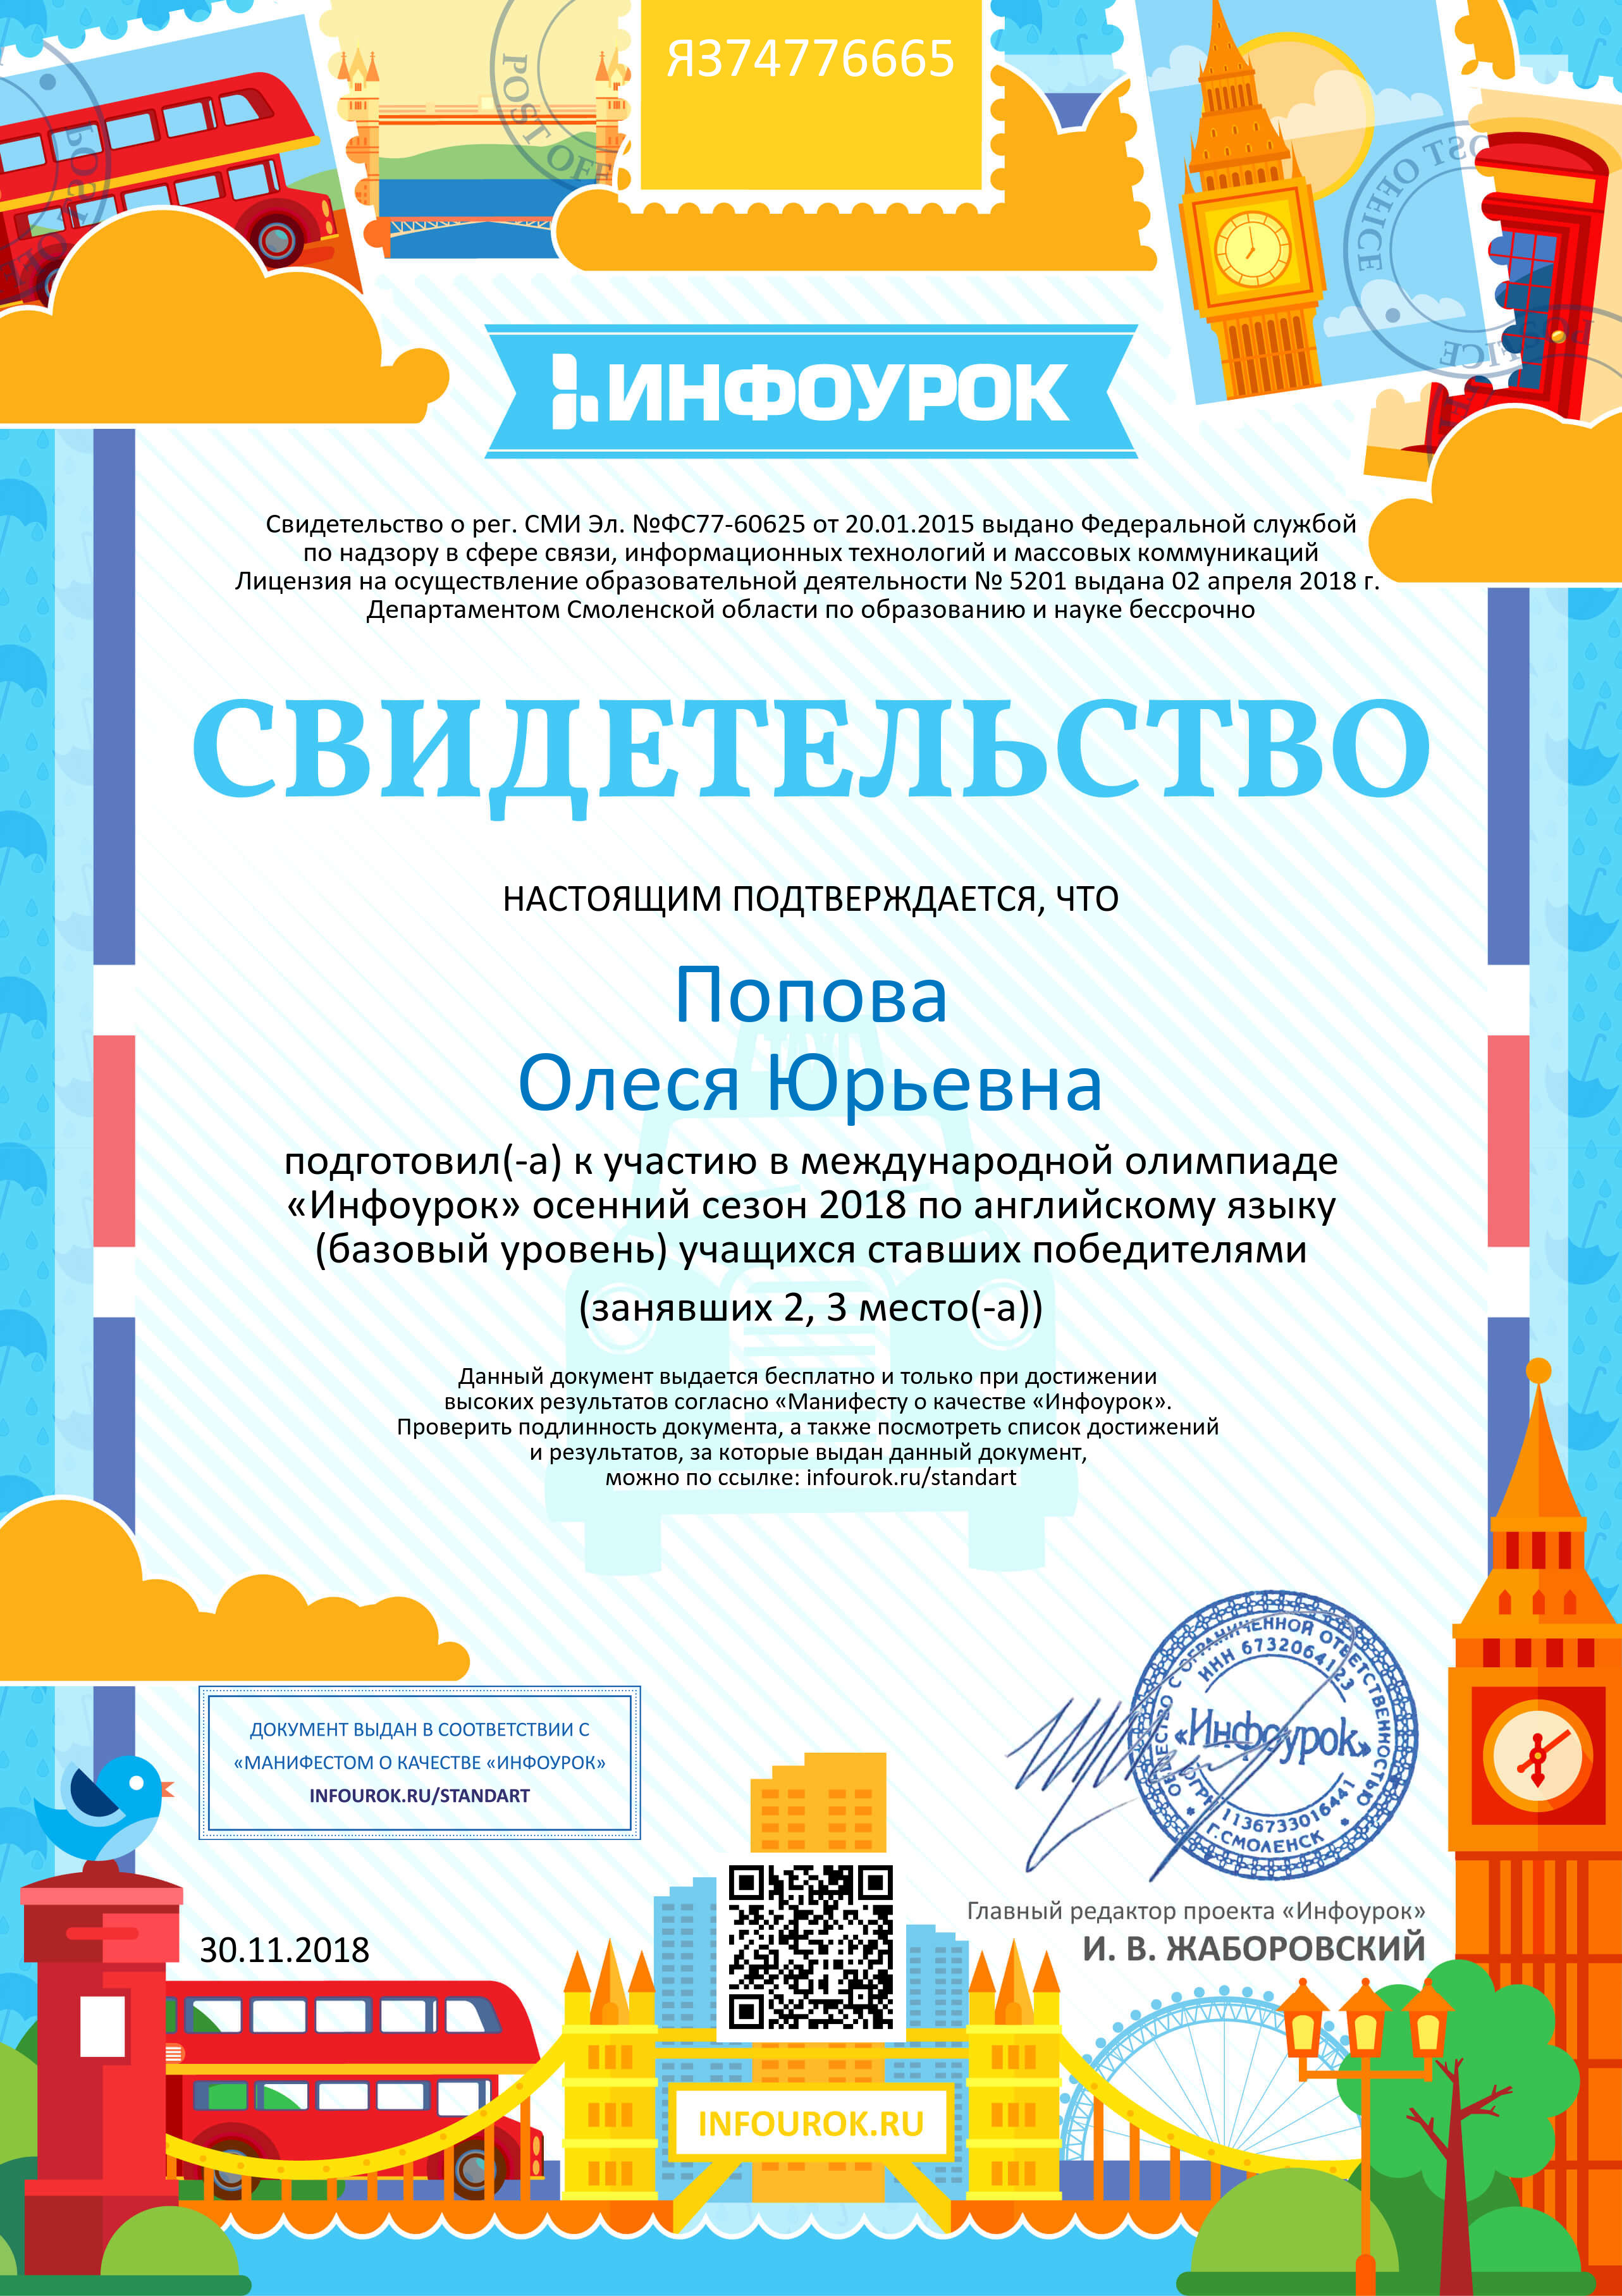 Я374776665
POST OFF
POST OFFICE
ИНФОУРОК
Свидетельство о рег. СМИ Эл. №ФС77-60625 от 20.01.2015 выдано Федеральной службой
по надзору в сфере связи, информационных технологий и массовых коммуникаций
Лицензия на осуществление образовательной деятельности № 5201 выдана 02 апреля 2018 г.
Департаментом Смоленской области по образованию и науке бессрочно
СВИДЕТЕЛЬСТВО
НАСТОЯЩИМ ПОДТВЕРЖДАЕТСЯ, ЧТО
Попова
Олеся Юрьевна
подготовил(-а) к участию в международной олимпиаде
«Инфоурок» осенний сезон 2018 по английскому языку
(базовый уровень) учащихся ставших победителями
(занявших 2, 3 место(-а))
Данный документ выдается бесплатно и только при достижении
высоких результатов согласно «Манифесту о качестве «Инфоурок».
Проверить подлинность документа, а также посмотреть список достижений
и результатов, за которые выдан данный документ,
можно по ссылке: infourok.ru/standart
ДОКУМЕНТ ВЫДАН В СООТВЕТСТВИИ С
«МАНИФЕСТОМ О КАЧЕСТВЕ «ИНФОУРОК»
INFOUROK.RU/STANDART
ОБЩЕСТВО С ОГРАНИЧЕННОЙ ОТВЕТСТВЕННОСТЬЮ
ИНН 6732064123
«Инфоурок»
ОГРН 1136733016441
Г.СМОЛЕНСК
Главный редактор проекта «Инфоурок»
И. В. ЖАБОРОВСКИЙ
30.11.2018
INFOUROK.RU